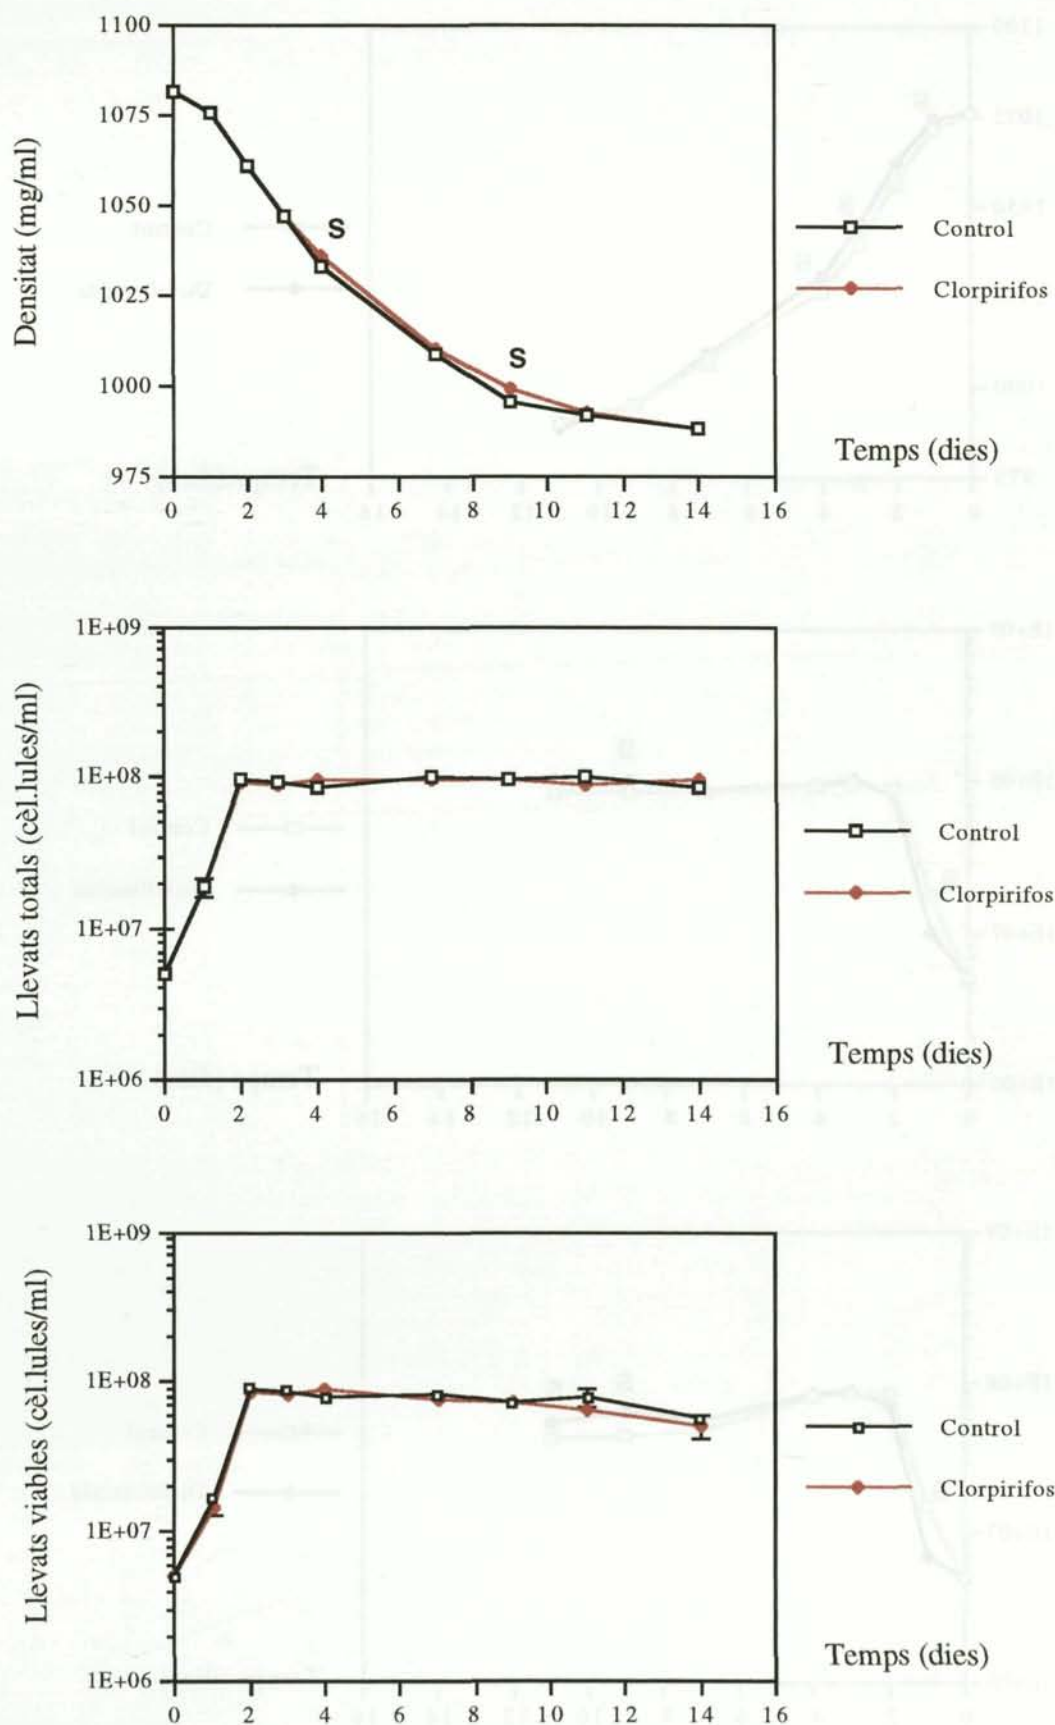 1100
1075
1050
1025
1000
975
Densitat (mg/ml)
S
S
Control
Clorpirifos
Temps (dies)
0 2 4 6 8 10 12 14 16
1E+09
1E+08
1E+07
1E+06
Llevats totals (cèl.lules/ml)
Control
Clorpirifos
Temps (dies)
0 2 4 6 8 10 12 14 16
1E+09
1E+08
1E+07
1E+06
Llevats viables (cèl.lules/ml)
Control
Clorpirifos
Temps (dies)
0 2 4 6 8 10 12 14 16